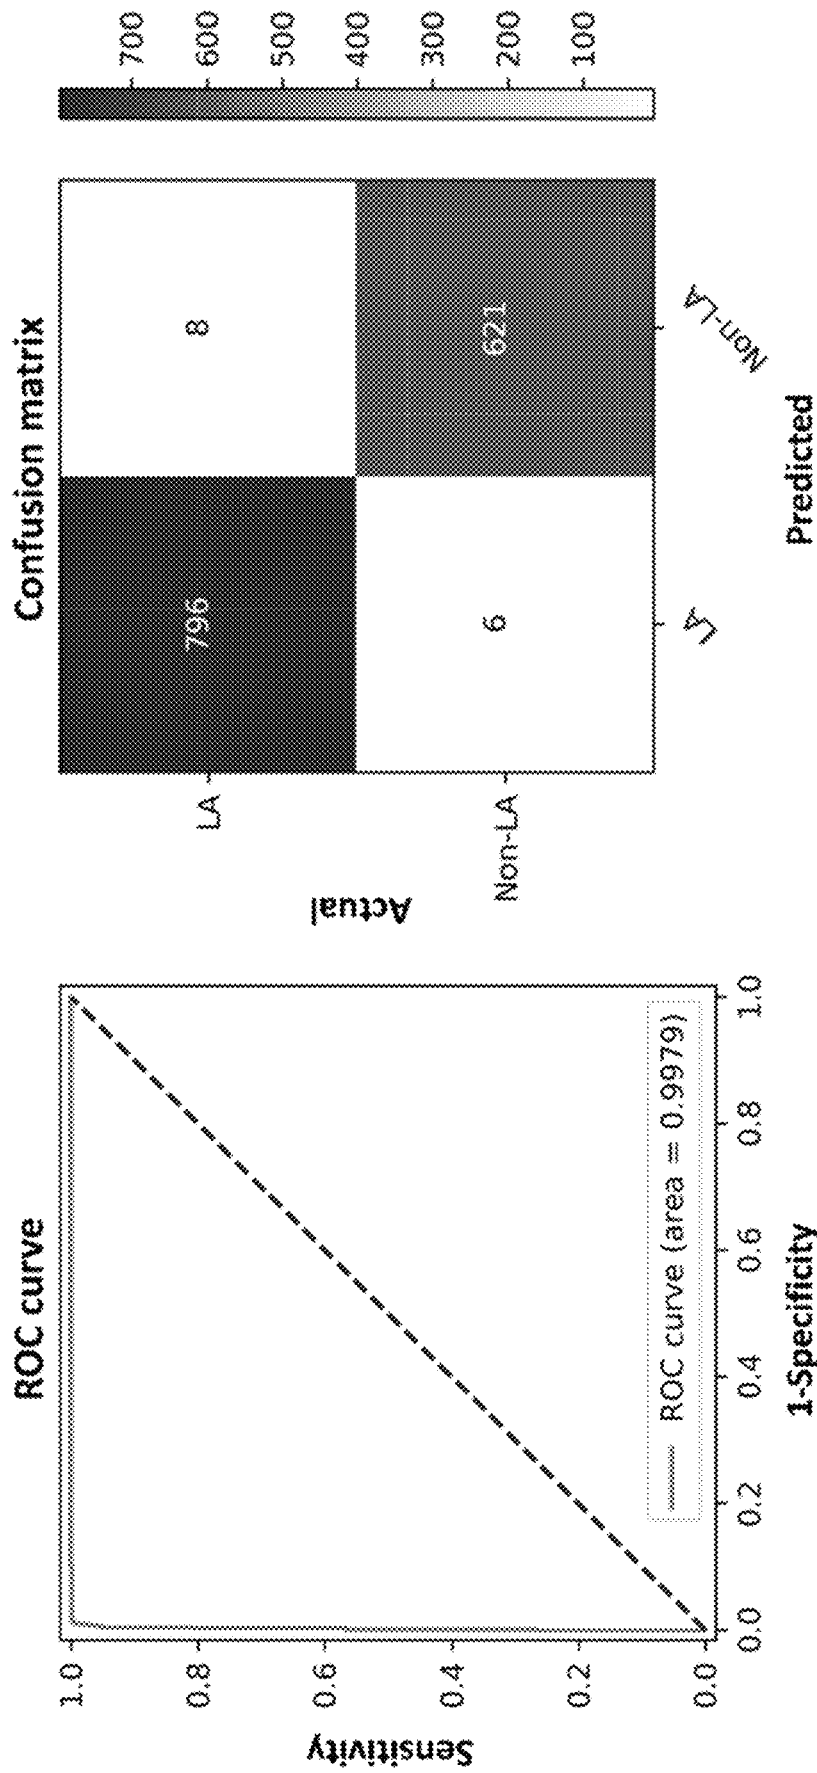 ROC curve
Sensitivity
1.0
0.8
0.6
0.4
0.2
0.0
ROC curve (area = 0.9979)
0.0 0.2 0.4 0.6 0.8 1.0
1-Specificity
Confusion matrix
Actual
LA
Non-LA
796 8
6 621
LA Non-LA
Predicted
700
600
500
400
300
200
100